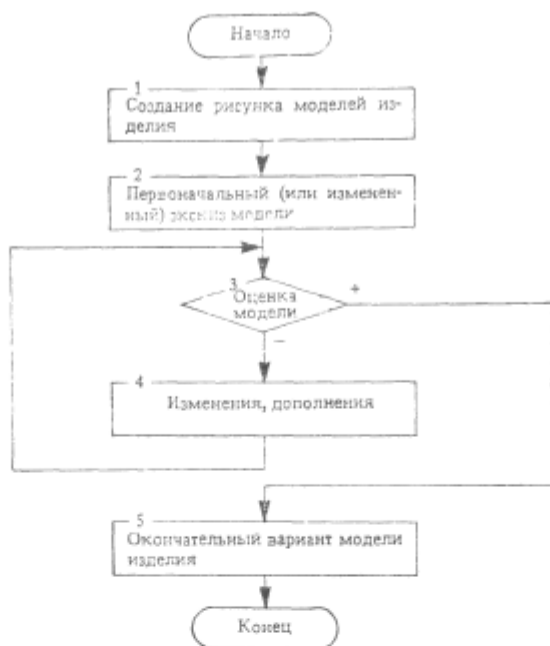 Начало
1
Создание рисунка моделей из-
делия
2
Первоначальный (или изменен-
ный) эскиз модели
3
Оценка
модели
+
−
4
Изменения, дополнения
5
Окончательный вариант модели
изделия
Конец